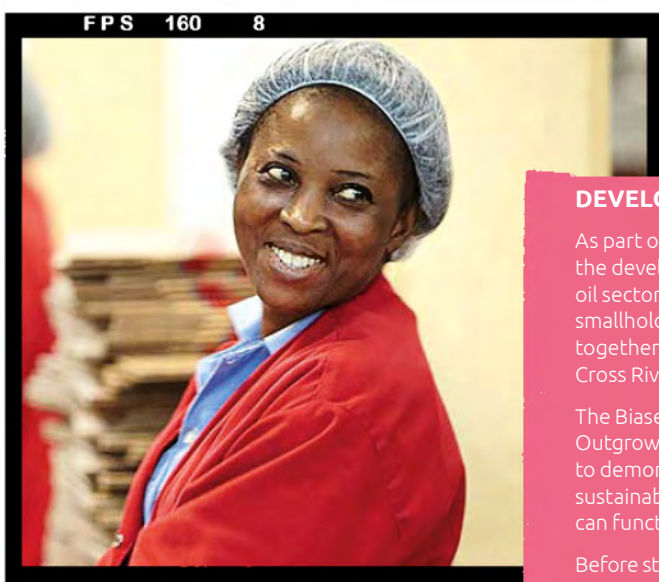 FPS 160 8
DEVELO
As part o
the devel
oil sector
smallhold
together
Cross Riv
The Biase
Outgrow
to demon
sustainab
can funct
Before st